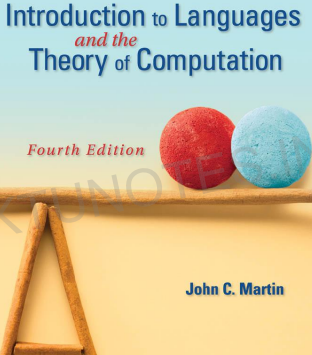 Introduction to Languages
and the
Theory of Computation
Fourth Edition
John C. Martin